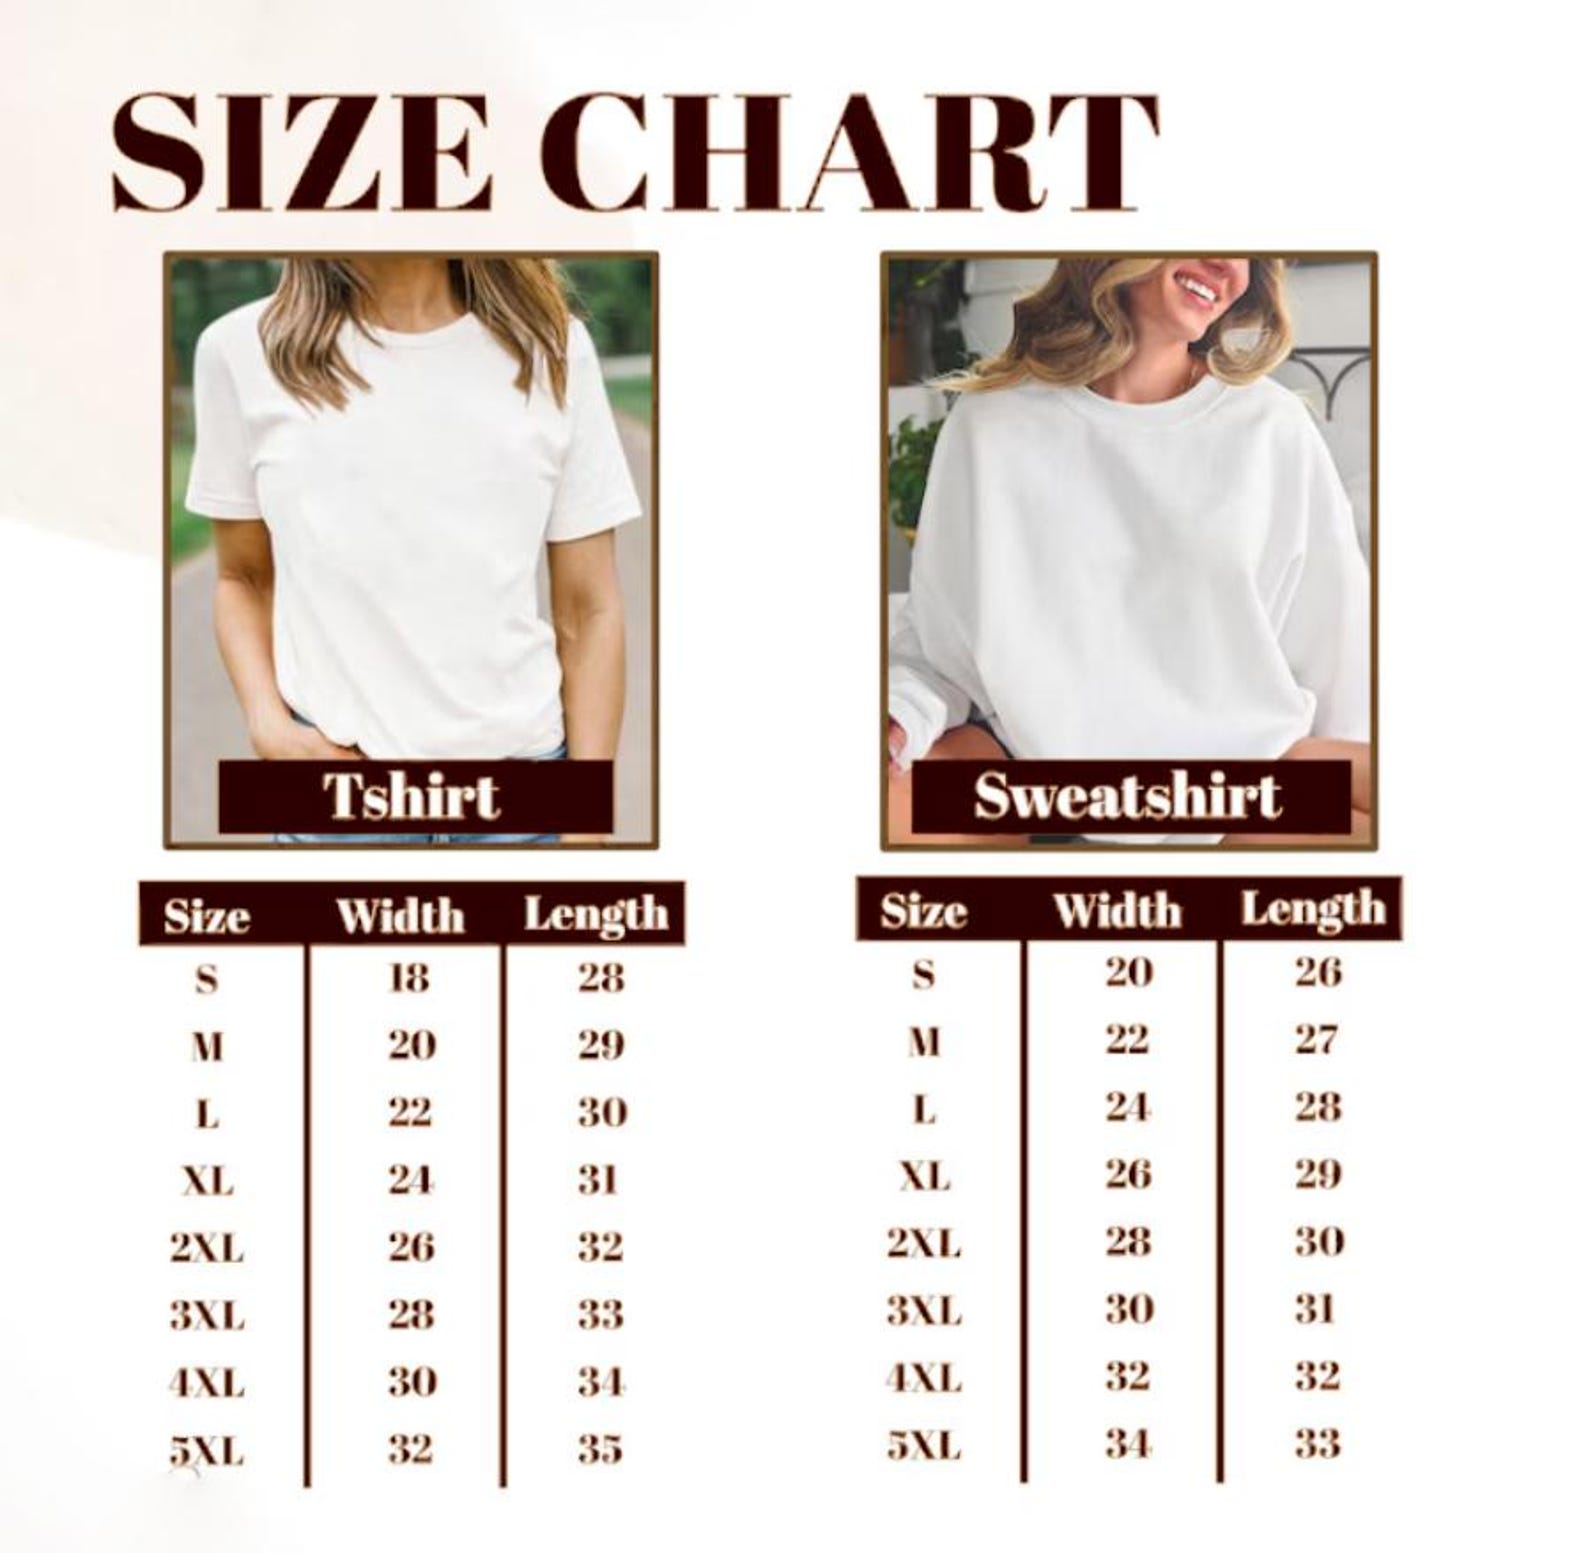 SIZE CHART
Tshirt
Size Width Length
S 18 28
M 20 29
L 22 30
XL 24 31
2XL 26 32
3XL 28 33
4XL 30 34
5XL 32 35
Sweatshirt
Size Width Length
S 20 26
M 22 27
L 24 28
XL 26 29
2XL 28 30
3XL 30 31
4XL 32 32
5XL 34 33